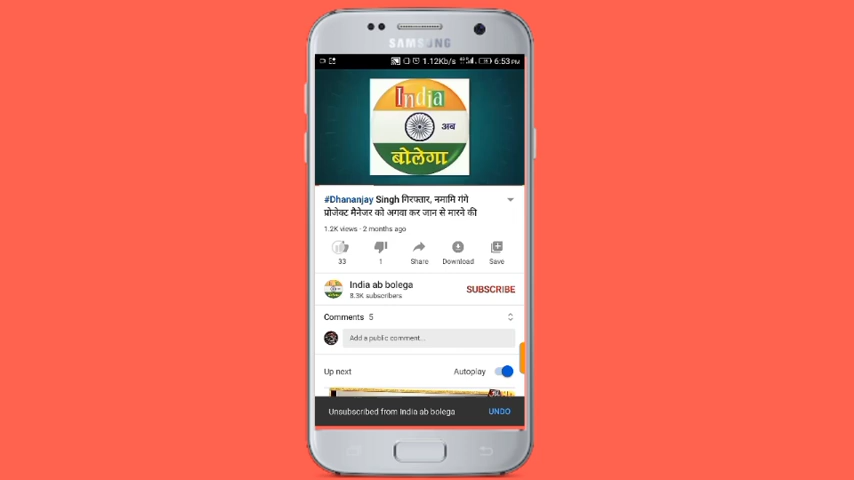 SAMSUNG
1.12Kb/s 6:53 PM
India
अब
बोलेगा
#Dhananjay Singh गिरफ्तार, नमामि गंगे
प्रोजेक्ट मैनेजर को अगवा कर जान से मारने की
1.2K views · 2 months ago
33 1 Share Download Save
India ab bolega
8.3K subscribers
SUBSCRIBE
Comments 5
Add a public comment...
Up next Autoplay
Unsubscribed from India ab bolega UNDO